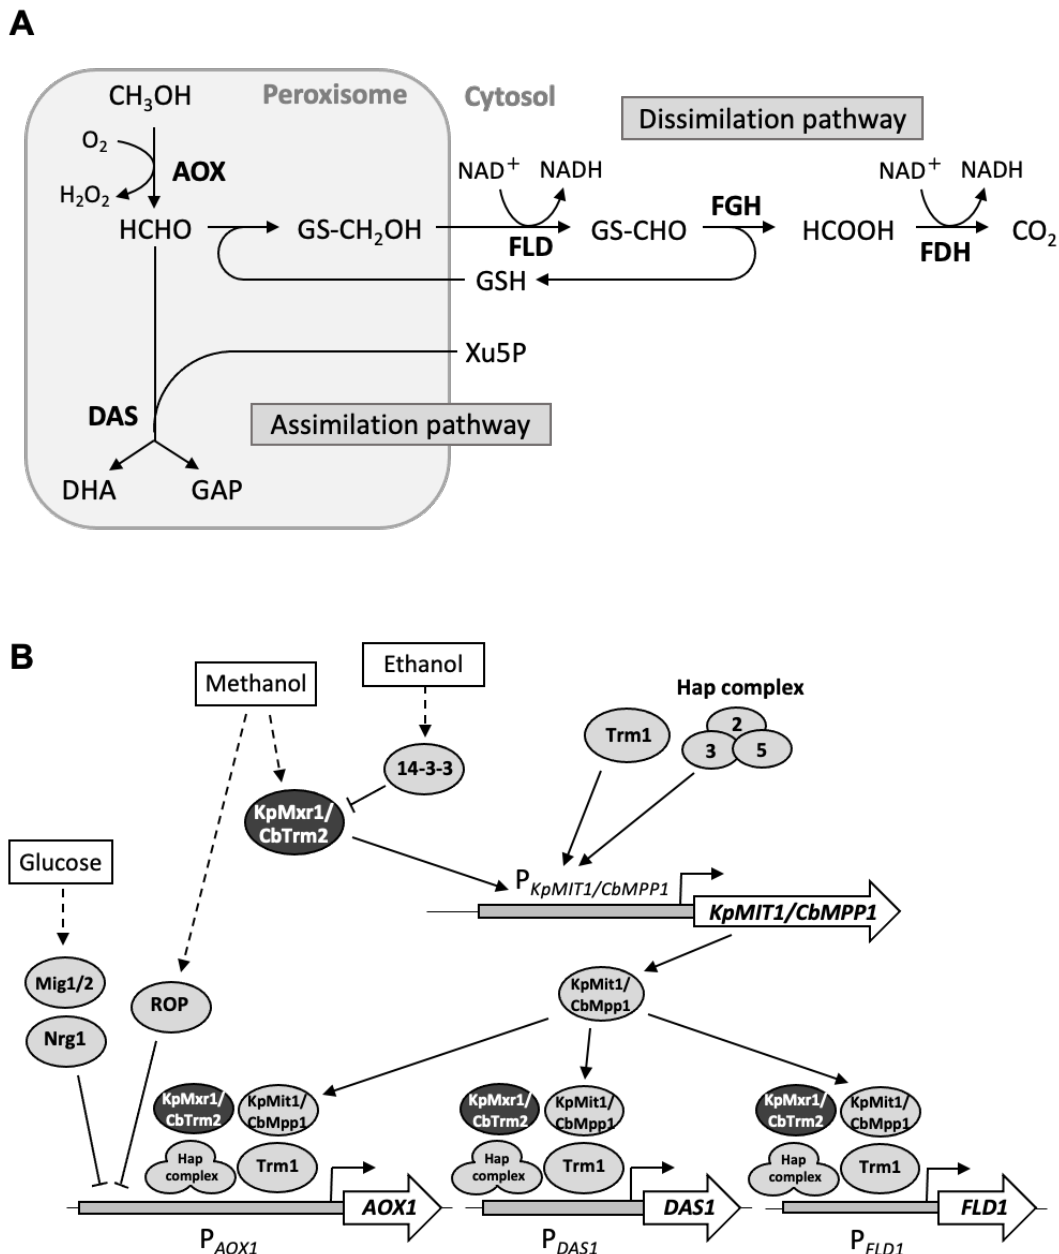 A
CH₃OH
Peroxisome
Cytosol
Dissimilation pathway
O₂
AOX
H₂O₂
NAD⁺ NADH
NAD⁺ NADH
HCHO
GS-CH₂OH
FLD
GS-CHO
FGH
HCOOH
FDH
CO₂
GSH
Xu5P
DAS
Assimilation pathway
DHA
GAP
B
Methanol
Ethanol
Hap complex
Trm1
2
3
5
14-3-3
KpMxr1/
CbTrm2
Glucose
P KpMIT1/CbMPP1
KpMIT1/CbMPP1
Mig1/2
Nrg1
ROP
KpMit1/
CbMpp1
KpMxr1/
CbTrm2
KpMit1/
CbMpp1
Hap
complex
Trm1
AOX1
P AOX1
KpMxr1/
CbTrm2
KpMit1/
CbMpp1
Hap
complex
Trm1
DAS1
P DAS1
KpMxr1/
CbTrm2
KpMit1/
CbMpp1
Hap
complex
Trm1
FLD1
P FLD1